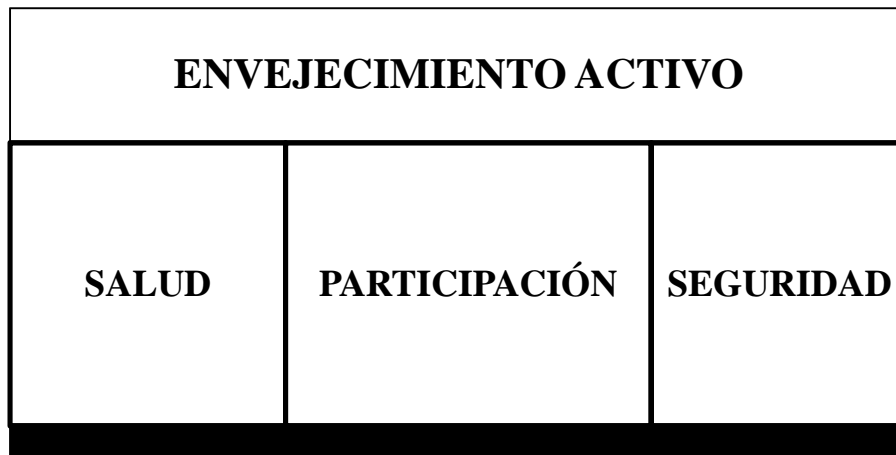 ENVEJECIMIENTO ACTIVO
SALUD PARTICIPACIÓN SEGURIDAD